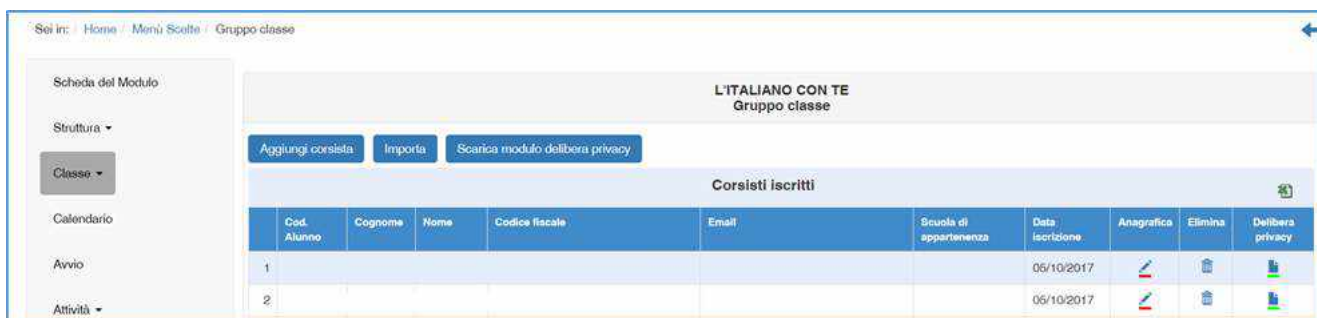 Sei in: / Home / Menù Scelte / Gruppo classe
Scheda del Modulo
Struttura
Classe
Calendario
Avvio
Attività
L'ITALIANO CON TE
Gruppo classe
Aggiungi corsista Importa Scarica modulo delibera privacy
Corsisti iscritti
Cod. Alunno Cognome Nome Codice fiscale Email Scuola di appartenenza Data iscrizione Anagrafica Elimina Delibera privacy
1 05/10/2017
2 05/10/2017